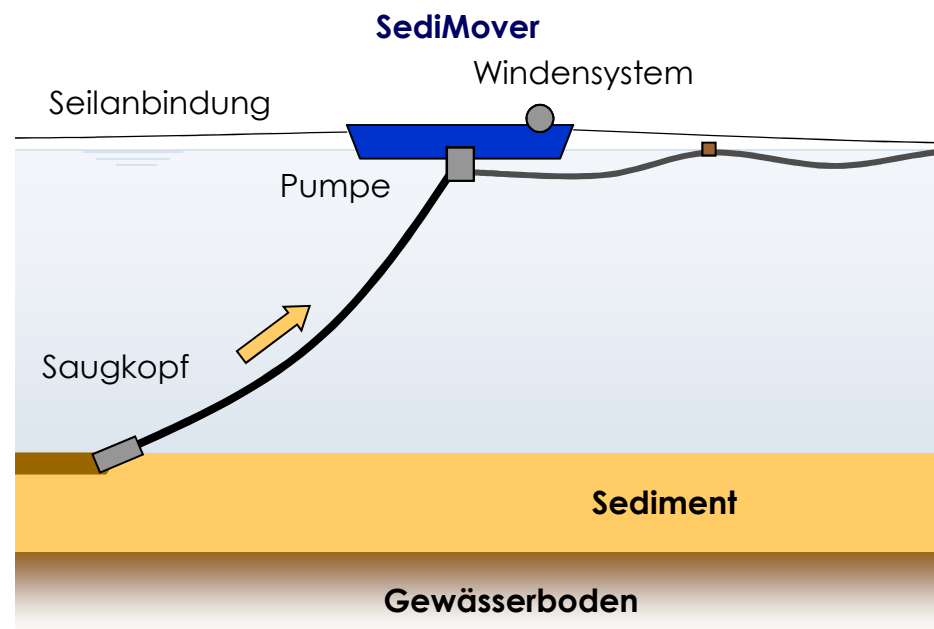 SediMover
Windensystem
Seilanbindung
Pumpe
Saugkopf
Sediment
Gewässerboden